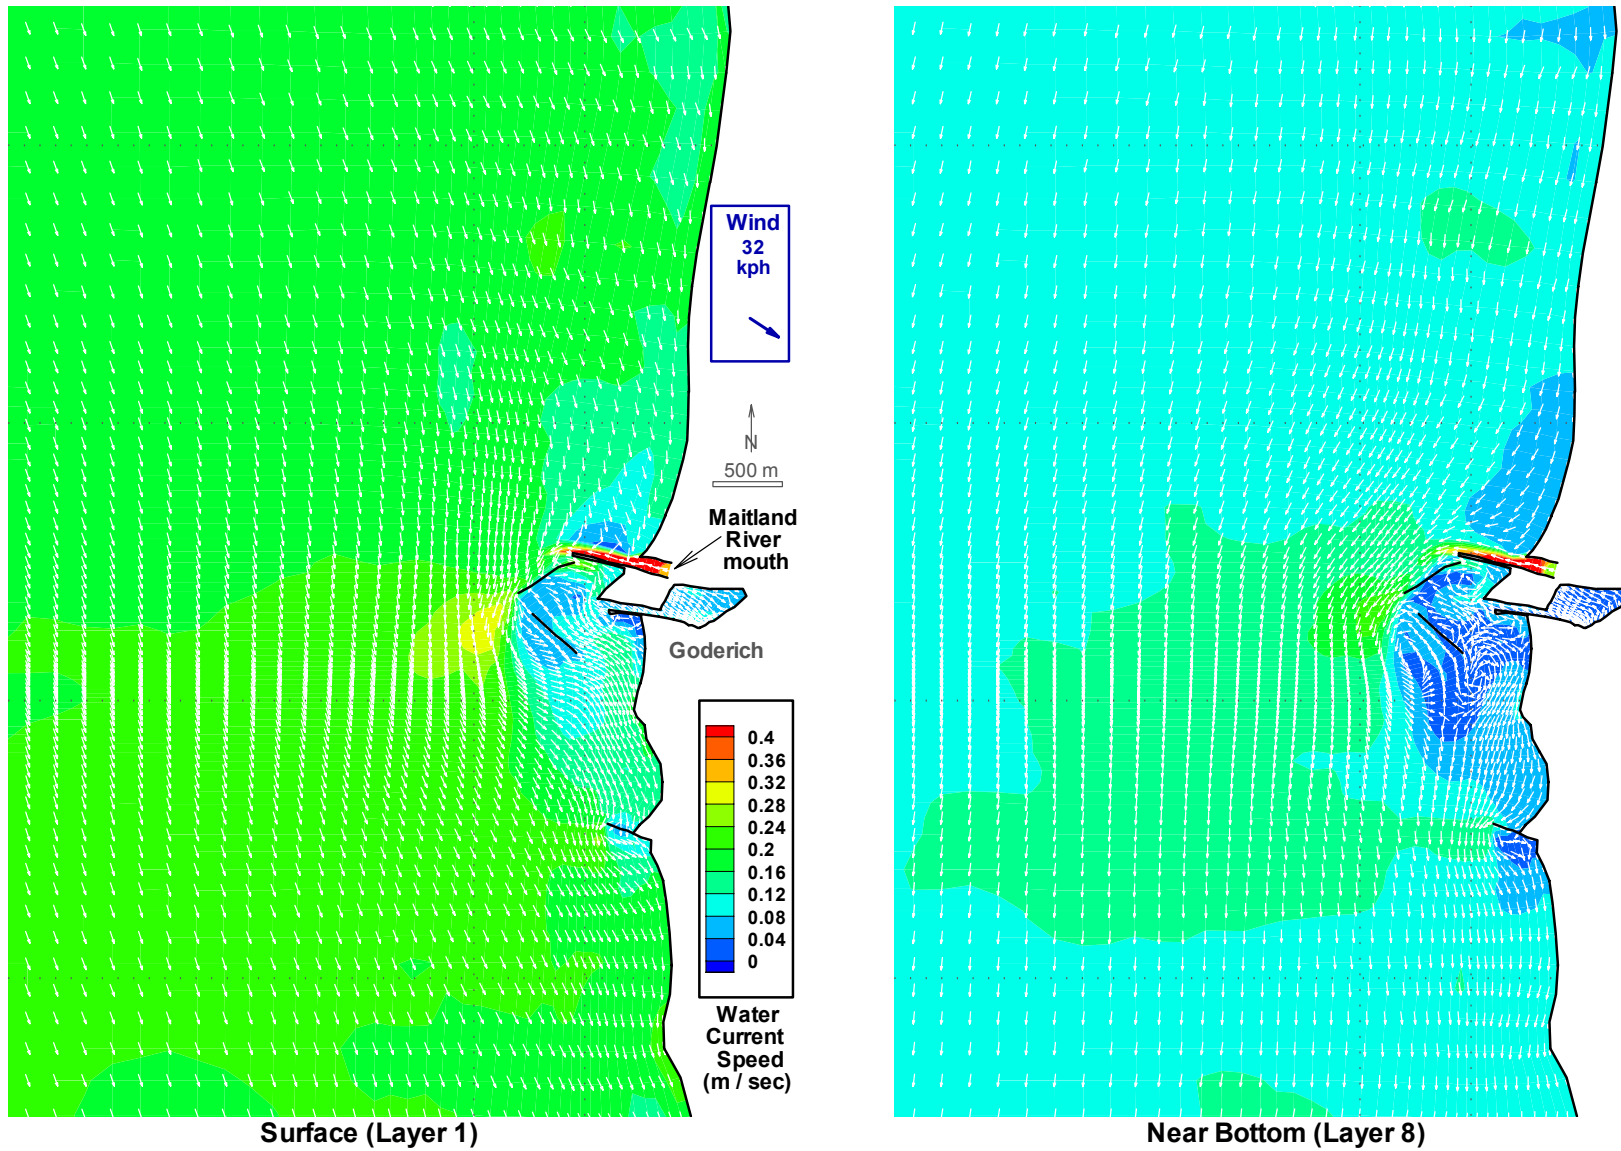 Wind
32
kph
N
500 m
Maitland
River
mouth
Goderich
0.4
0.36
0.32
0.28
0.24
0.2
0.16
0.12
0.08
0.04
0
Water
Current
Speed
(m / sec)
Surface (Layer 1)
Near Bottom (Layer 8)